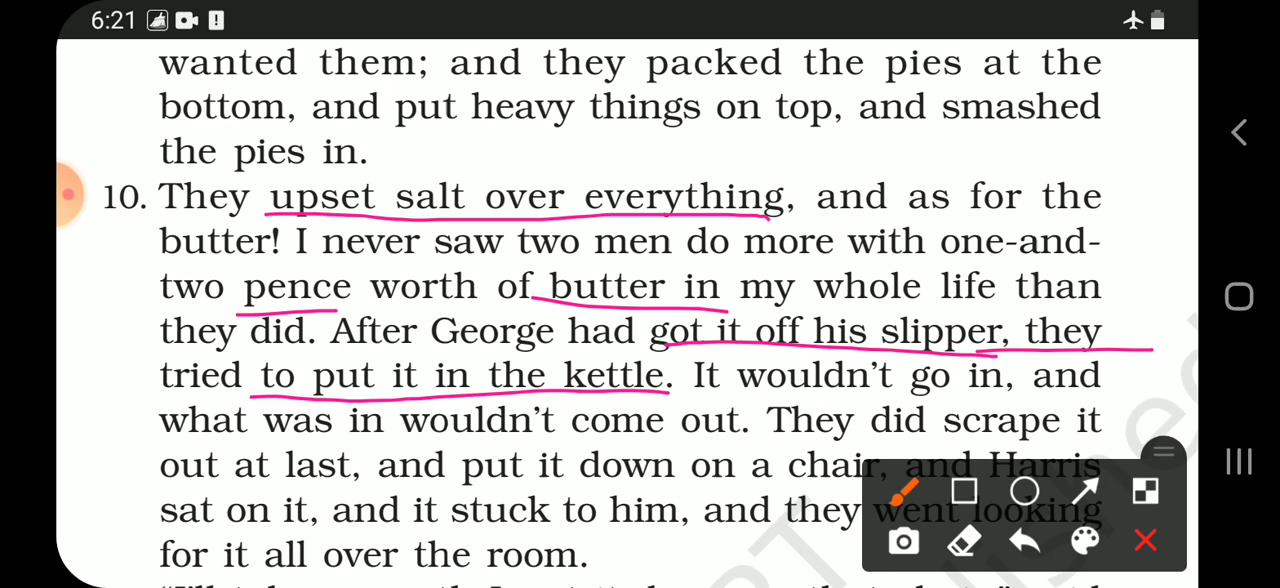 6:21
wanted them; and they packed the pies at the
bottom, and put heavy things on top, and smashed
the pies in.
10. They upset salt over everything, and as for the
butter! I never saw two men do more with one-and-
two pence worth of butter in my whole life than
they did. After George had got it off his slipper, they
tried to put it in the kettle. It wouldn't go in, and
what was in wouldn't come out. They did scrape it
out at last, and put it down on a chair, and Harris
sat on it, and it stuck to him, and they went looking
for it all over the room.